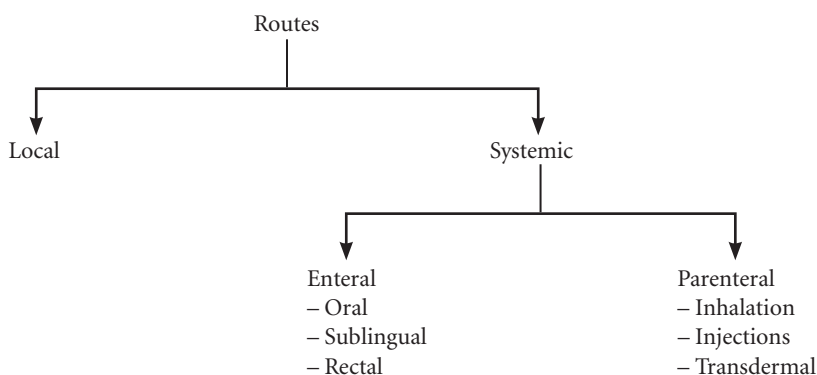 Routes
Local
Systemic
Enteral
– Oral
– Sublingual
– Rectal
Parenteral
– Inhalation
– Injections
– Transdermal